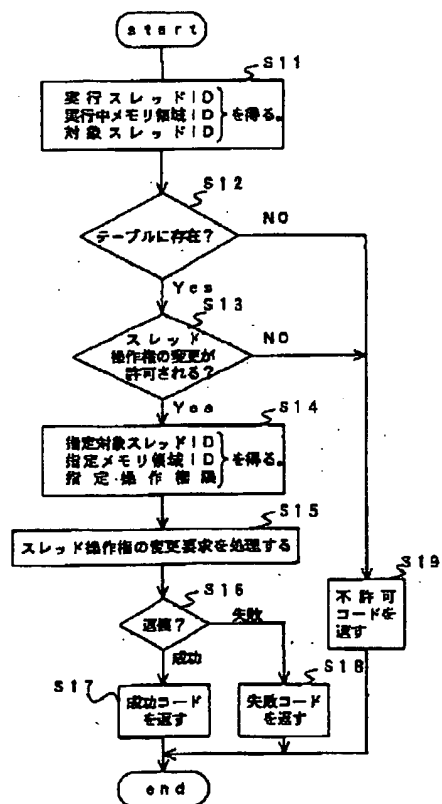 start
S11
実行スレッドID
実行中メモリ領域ID
対象スレッドID
を得る。
S12
テーブルに存在?
NO
Yes
S13
スレッド
操作権の変更が
許可される?
NO
Yes
S14
指定対象スレッドID
指定メモリ領域ID
指定操作権限
を得る。
S15
スレッド操作権の変更要求を処理する
S16
返値?
失敗
成功
S19
不許可
コードを
返す
S17
成功コード
を返す
S18
失敗コード
を返す
end